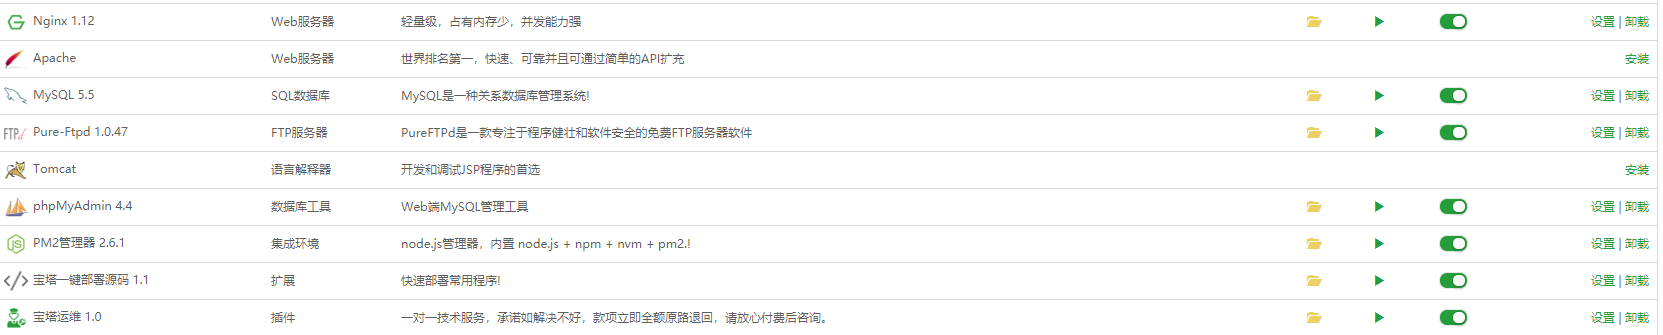 Nginx 1.12 Web服务器 轻量级，占有内存少，并发能力强 设置 | 卸载
Apache Web服务器 世界排名第一，快速、可靠并且可通过简单的API扩充 安装
MySQL 5.5 SQL数据库 MySQL是一种关系数据库管理系统! 设置 | 卸载
FTPd Pure-Ftpd 1.0.47 FTP服务器 PureFTPd是一款专注于程序健壮和软件安全的免费FTP服务器软件 设置 | 卸载
Tomcat 语言解释器 开发和调试JSP程序的首选 安装
phpMyAdmin 4.4 数据库工具 Web端MySQL管理工具 设置 | 卸载
PM2管理器 2.6.1 集成环境 node.js管理器，内置 node.js + npm + nvm + pm2.! 设置 | 卸载
宝塔一键部署源码 1.1 扩展 快速部署常用程序! 设置 | 卸载
宝塔运维 1.0 插件 一对一技术服务，承诺如解决不好，款项立即全额原路退回，请放心付费后咨询。 设置 | 卸载